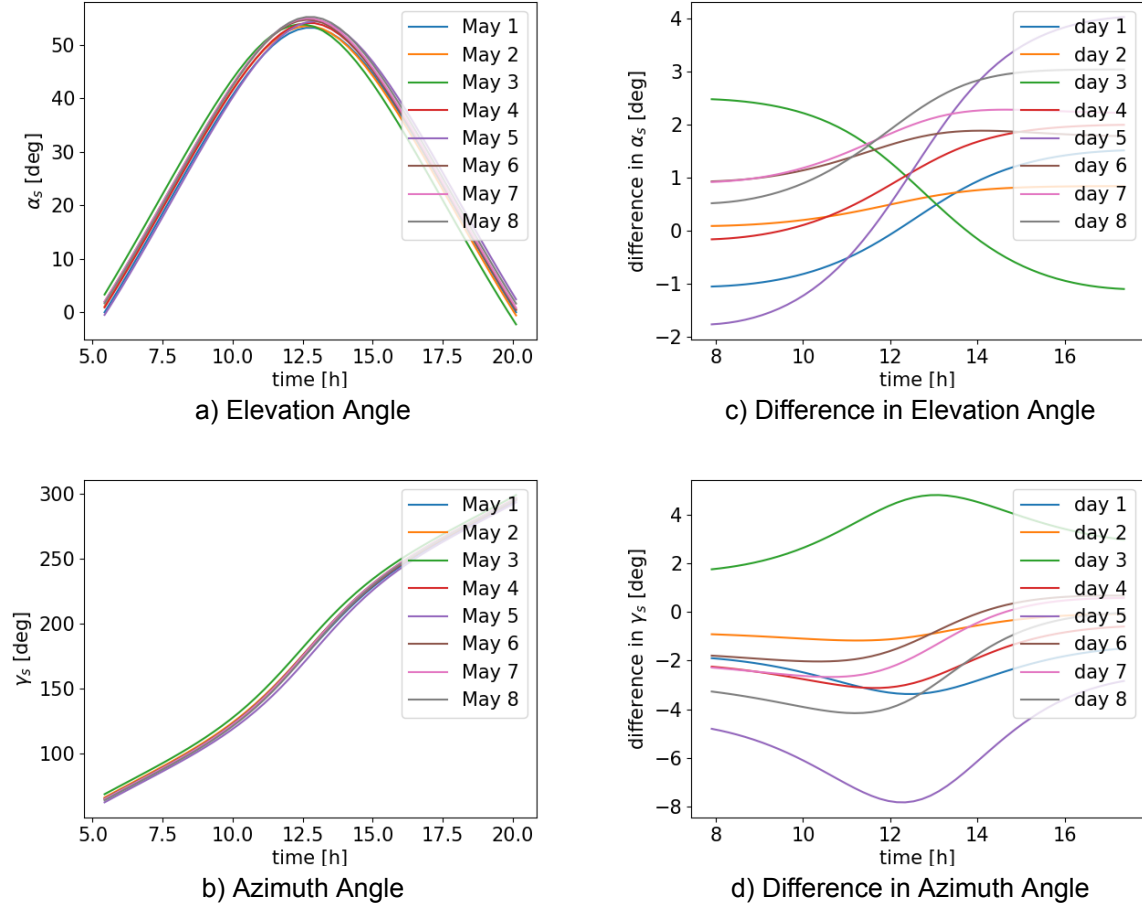 50
40
30
20
10
0
αs [deg]
5.0 7.5 10.0 12.5 15.0 17.5 20.0
time [h]
May 1
May 2
May 3
May 4
May 5
May 6
May 7
May 8
a) Elevation Angle
4
3
2
1
0
−1
−2
difference in αs [deg]
8 10 12 14 16
time [h]
day 1
day 2
day 3
day 4
day 5
day 6
day 7
day 8
c) Difference in Elevation Angle
300
250
200
150
100
γs [deg]
5.0 7.5 10.0 12.5 15.0 17.5 20.0
time [h]
May 1
May 2
May 3
May 4
May 5
May 6
May 7
May 8
b) Azimuth Angle
4
2
0
−2
−4
−6
−8
difference in γs [deg]
8 10 12 14 16
time [h]
day 1
day 2
day 3
day 4
day 5
day 6
day 7
day 8
d) Difference in Azimuth Angle